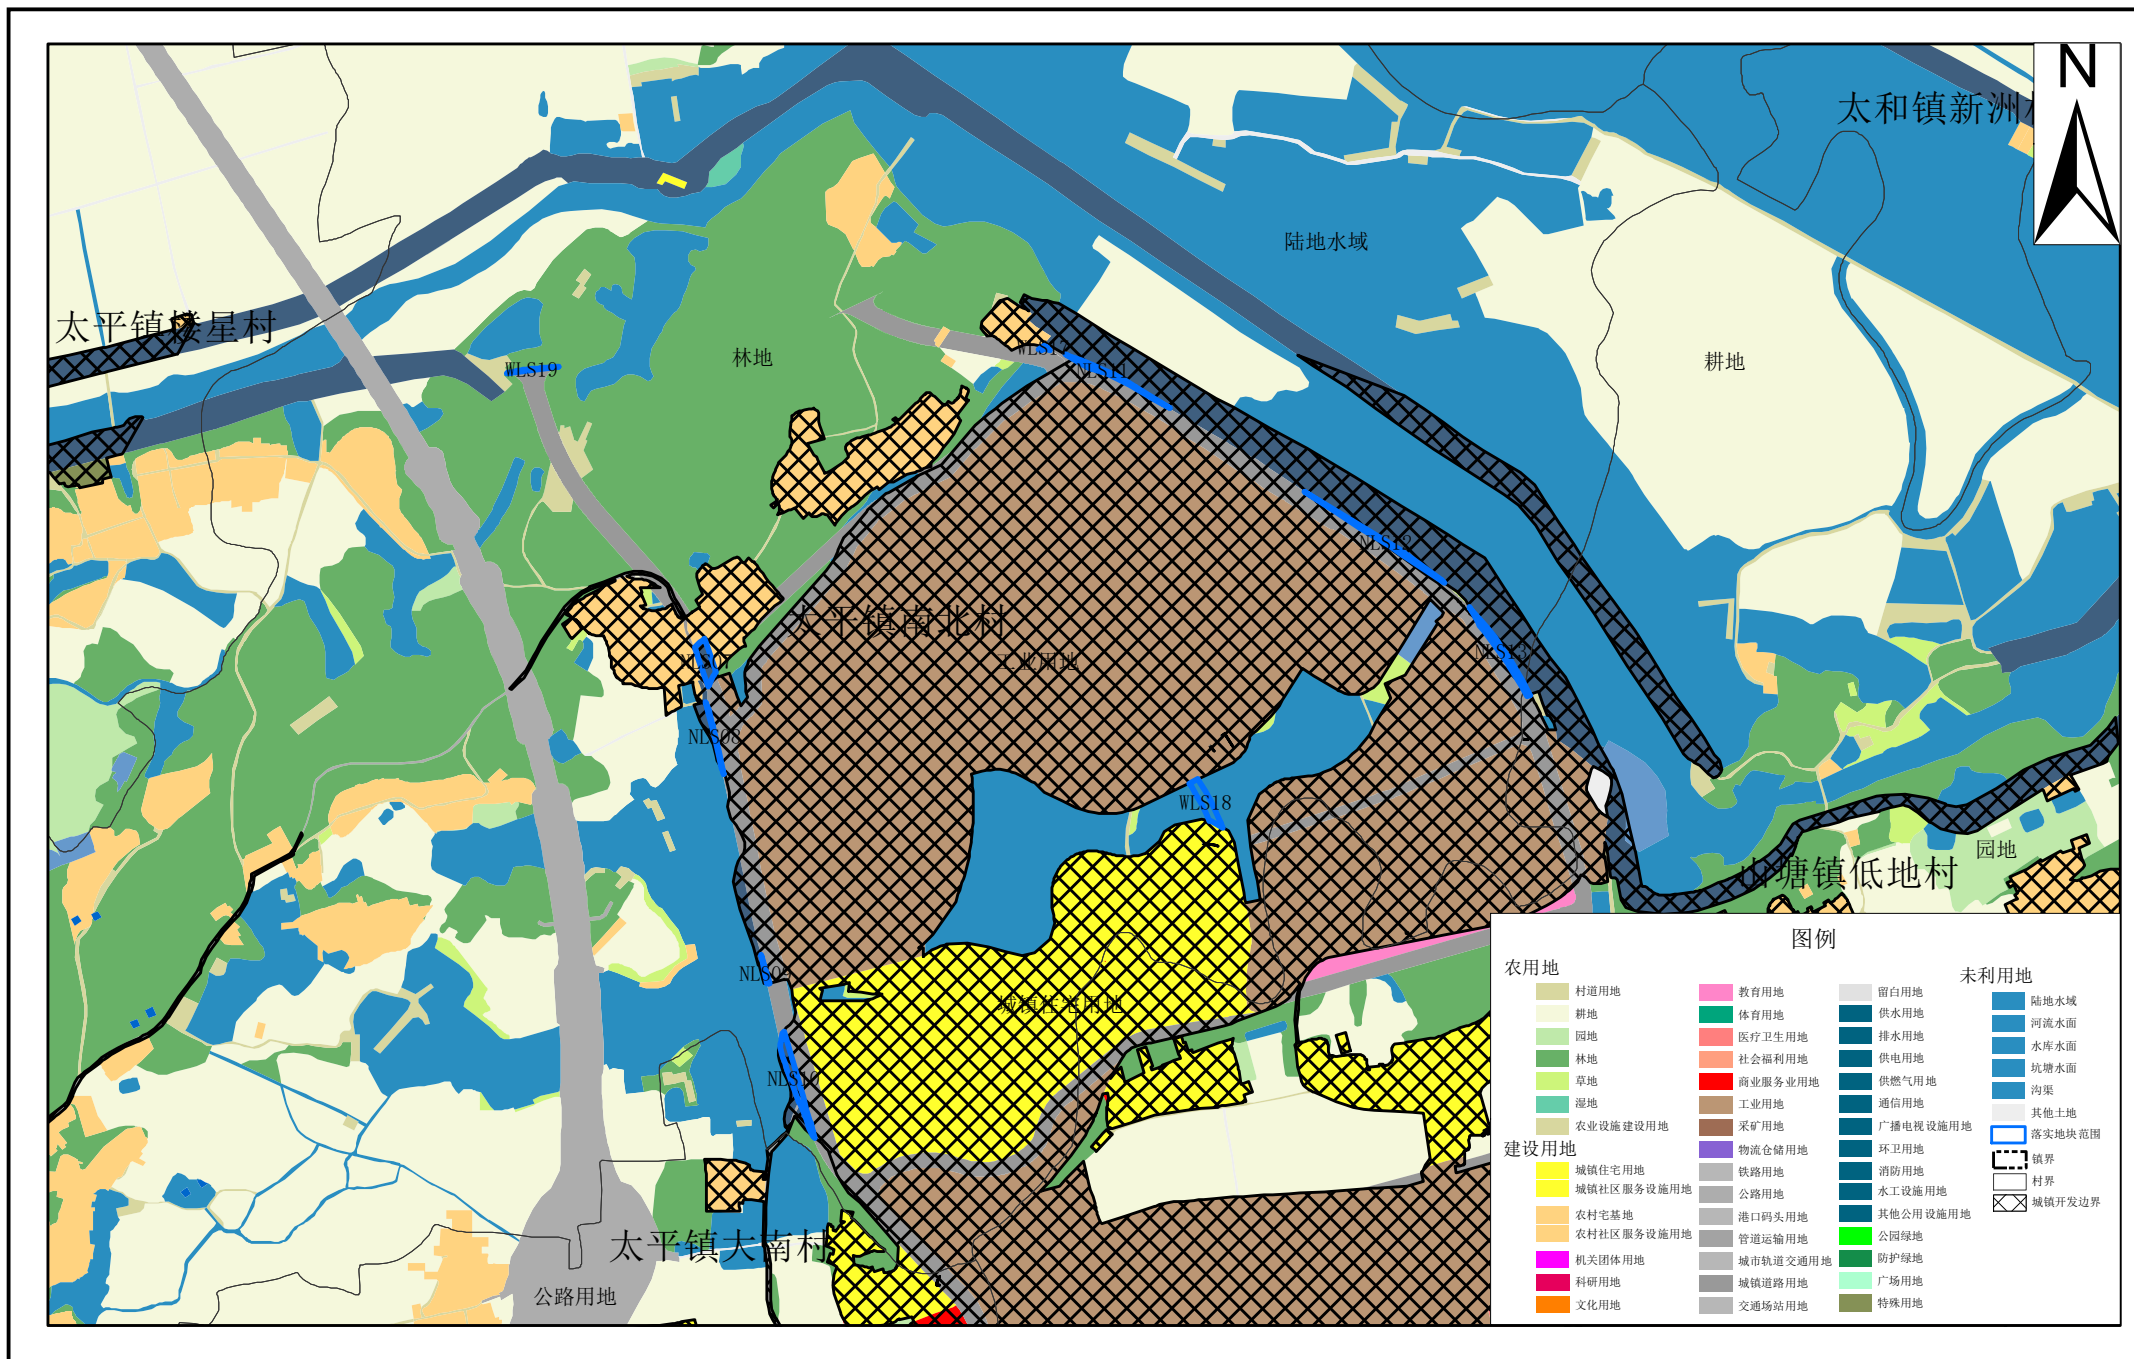 N
太和镇新洲
陆地水域
太平镇楼星村
WLS17
林地
耕地
WLS19
NLS11
NLS12
太平镇南北村
NLS13
NLS07
工业用地
NLS08
WLS18
园地
山塘镇低地村
NLS09
城镇住宅用地
NLS10
太平镇大南村
公路用地
图例
农用地
村道用地
耕地
园地
林地
草地
湿地
农业设施建设用地
建设用地
城镇住宅用地
城镇社区服务设施用地
农村宅基地
农村社区服务设施用地
机关团体用地
科研用地
文化用地
教育用地
体育用地
医疗卫生用地
社会福利用地
商业服务业用地
工业用地
采矿用地
物流仓储用地
铁路用地
公路用地
港口码头用地
管道运输用地
城市轨道交通用地
城镇道路用地
交通场站用地
留白用地
供水用地
排水用地
供电用地
供燃气用地
通信用地
广播电视设施用地
环卫用地
消防用地
水工设施用地
其他公用设施用地
公园绿地
防护绿地
广场用地
特殊用地
未利用地
陆地水域
河流水面
水库水面
坑塘水面
沟渠
其他土地
落实地块范围
镇界
村界
城镇开发边界